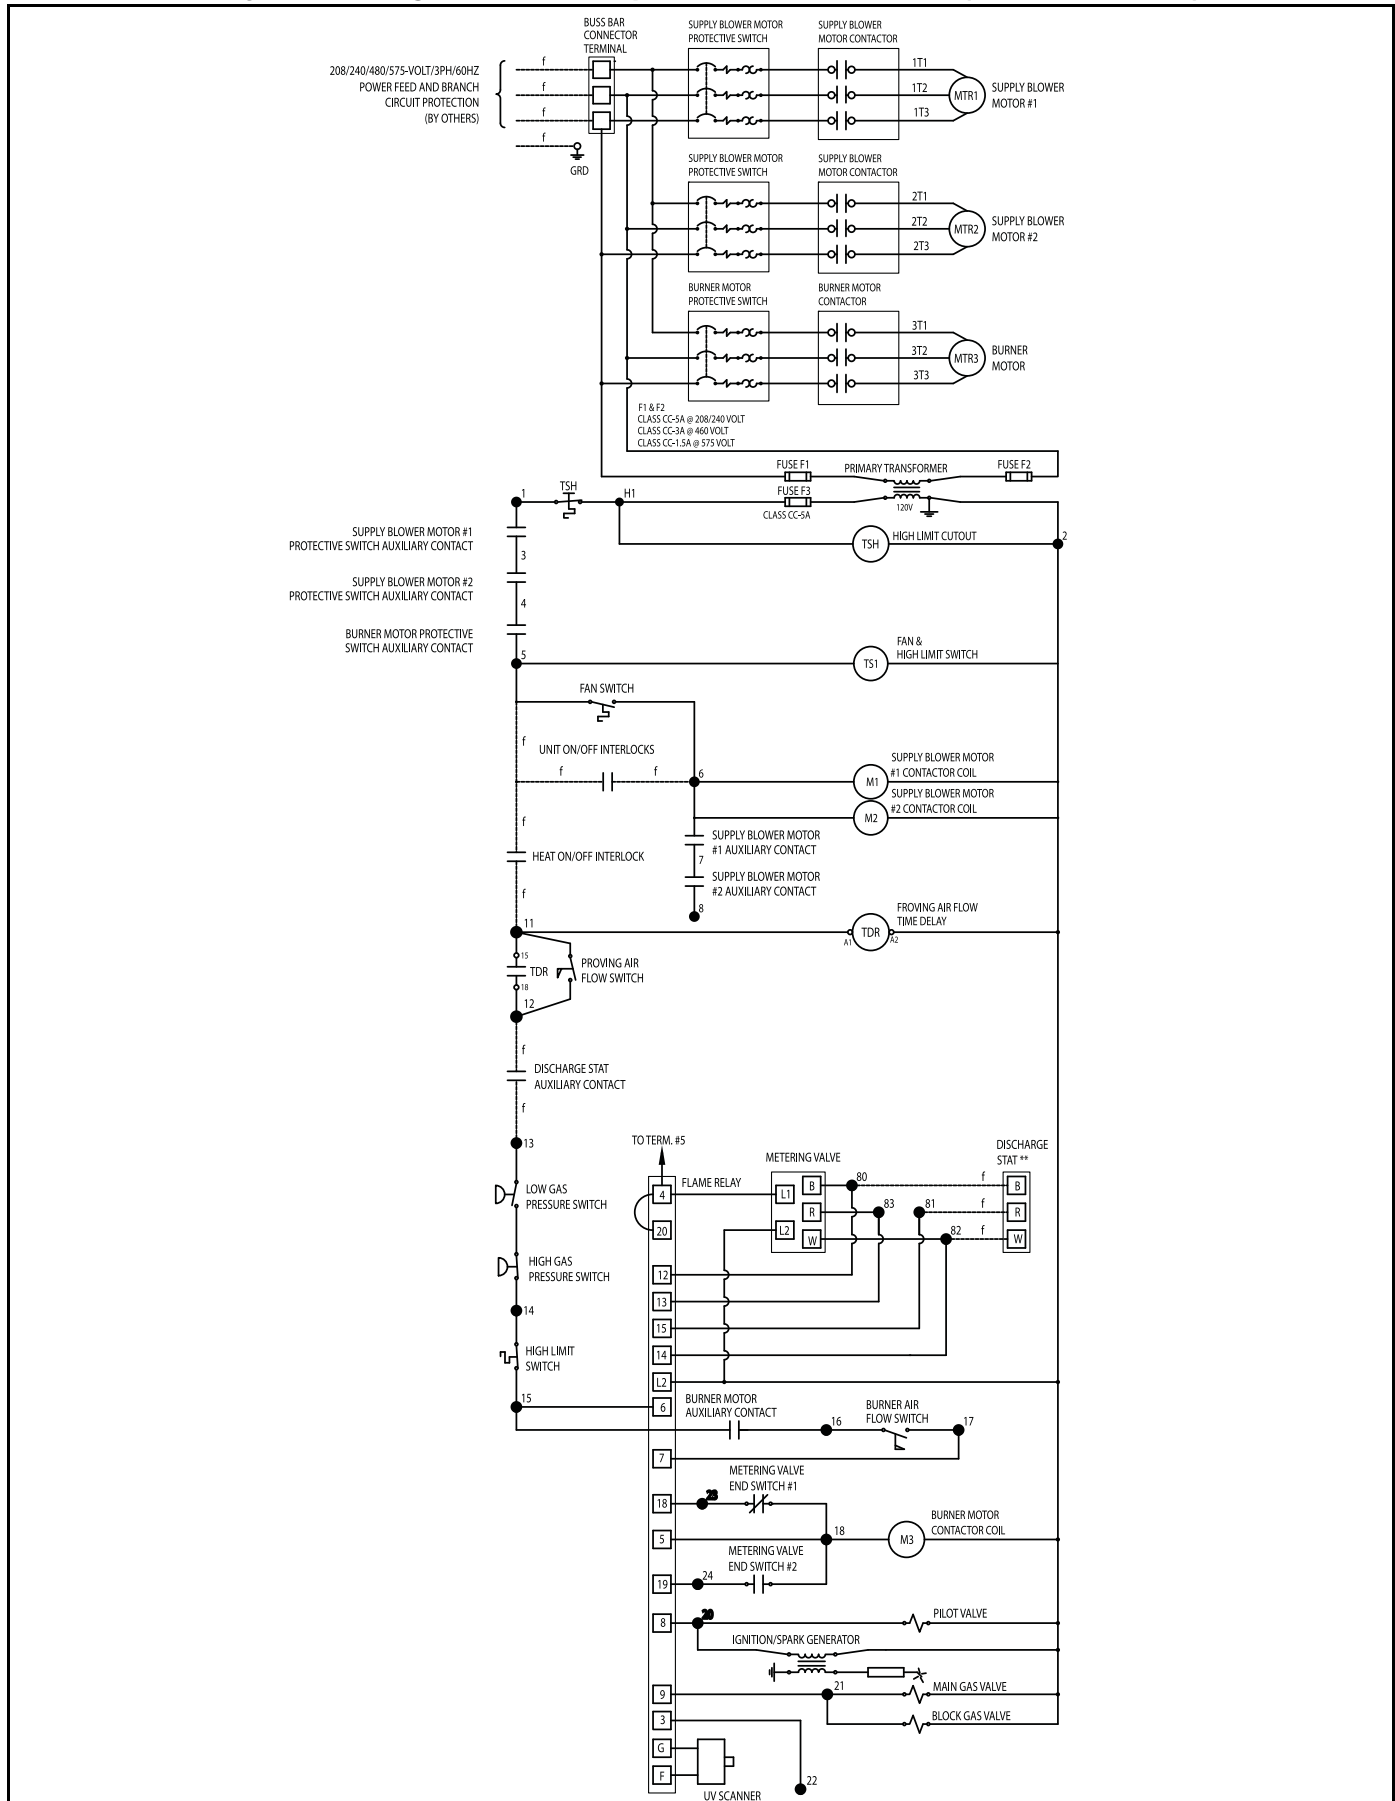 BUSS BAR
CONNECTOR
TERMINAL
SUPPLY BLOWER MOTOR
PROTECTIVE SWITCH
SUPPLY BLOWER
MOTOR CONTACTOR
208/240/480/575-VOLT/3PH/60HZ
POWER FEED AND BRANCH
CIRCUIT PROTECTION
(BY OTHERS)
f
f
f
f
GRD
1T1
1T2
1T3
MTR1
SUPPLY BLOWER
MOTOR #1
SUPPLY BLOWER MOTOR
PROTECTIVE SWITCH
SUPPLY BLOWER
MOTOR CONTACTOR
2T1
2T2
2T3
MTR2
SUPPLY BLOWER
MOTOR #2
BURNER MOTOR
PROTECTIVE SWITCH
BURNER MOTOR
CONTACTOR
3T1
3T2
3T3
MTR3
BURNER
MOTOR
F1 & F2
CLASS CC-5A @ 208/240 VOLT
CLASS CC-3A @ 460 VOLT
CLASS CC-1.5A @ 575 VOLT
FUSE F1
PRIMARY TRANSFORMER
FUSE F2
1
TSH
H1
FUSE F3
CLASS CC-5A
120V
SUPPLY BLOWER MOTOR #1
PROTECTIVE SWITCH AUXILIARY CONTACT
TSH
HIGH LIMIT CUTOUT
2
3
SUPPLY BLOWER MOTOR #2
PROTECTIVE SWITCH AUXILIARY CONTACT
4
BURNER MOTOR PROTECTIVE
SWITCH AUXILIARY CONTACT
5
TS1
FAN &
HIGH LIMIT SWITCH
FAN SWITCH
f
UNIT ON/OFF INTERLOCKS
f
f
6
M1
SUPPLY BLOWER MOTOR
#1 CONTACTOR COIL
M2
SUPPLY BLOWER MOTOR
#2 CONTACTOR COIL
f
SUPPLY BLOWER MOTOR
#1 AUXILIARY CONTACT
HEAT ON/OFF INTERLOCK
7
SUPPLY BLOWER MOTOR
#2 AUXILIARY CONTACT
f
8
11
A1
TDR
A2
FROVING AIR FLOW
TIME DELAY
15
TDR
18
PROVING AIR
FLOW SWITCH
12
f
DISCHARGE STAT
AUXILIARY CONTACT
f
13
TO TERM. #5
METERING VALVE
DISCHARGE
STAT **
LOW GAS
PRESSURE SWITCH
4
FLAME RELAY
L1
B
80
f
B
R
83
81
f
R
20
L2
W
82
f
W
HIGH GAS
PRESSURE SWITCH
12
13
14
15
HIGH LIMIT
SWITCH
14
L2
15
6
BURNER MOTOR
AUXILIARY CONTACT
16
BURNER AIR
FLOW SWITCH
17
7
METERING VALVE
END SWITCH #1
18
23
5
18
M3
BURNER MOTOR
CONTACTOR COIL
METERING VALVE
END SWITCH #2
19
24
8
20
PILOT VALVE
IGNITION/SPARK GENERATOR
9
21
MAIN GAS VALVE
3
BLOCK GAS VALVE
G
F
22
UV SCANNER